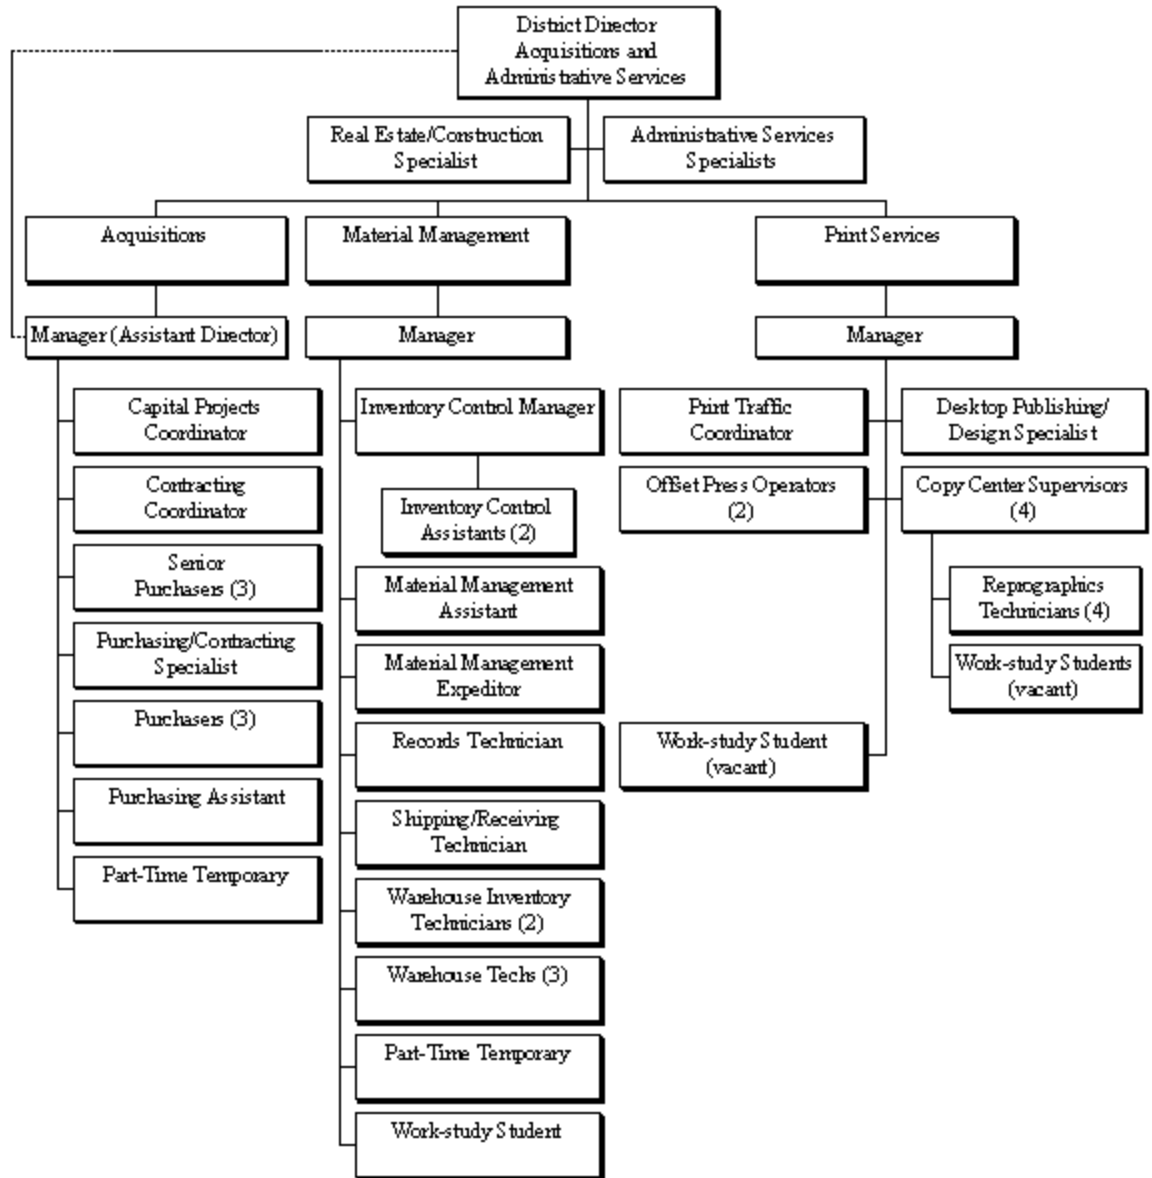 District Director
Acquisitions and
Administrative Services
Real Estate/Construction
Specialist
Administrative Services
Specialists
Acquisitions
Material Management
Print Services
Manager (Assistant Director)
Manager
Manager
Capital Projects
Coordinator
Contracting
Coordinator
Senior
Purchasers (3)
Purchasing/Contracting
Specialist
Purchasers (3)
Purchasing Assistant
Part-Time Temporary
Inventory Control Manager
Inventory Control
Assistants (2)
Material Management
Assistant
Material Management
Expeditor
Records Technician
Shipping/Receiving
Technician
Warehouse Inventory
Technicians (2)
Warehouse Techs (3)
Part-Time Temporary
Work-study Student
Print Traffic
Coordinator
Desktop Publishing/
Design Specialist
Offset Press Operators
(2)
Copy Center Supervisors
(4)
Reprographics
Technicians (4)
Work-study Students
(vacant)
Work-study Student
(vacant)